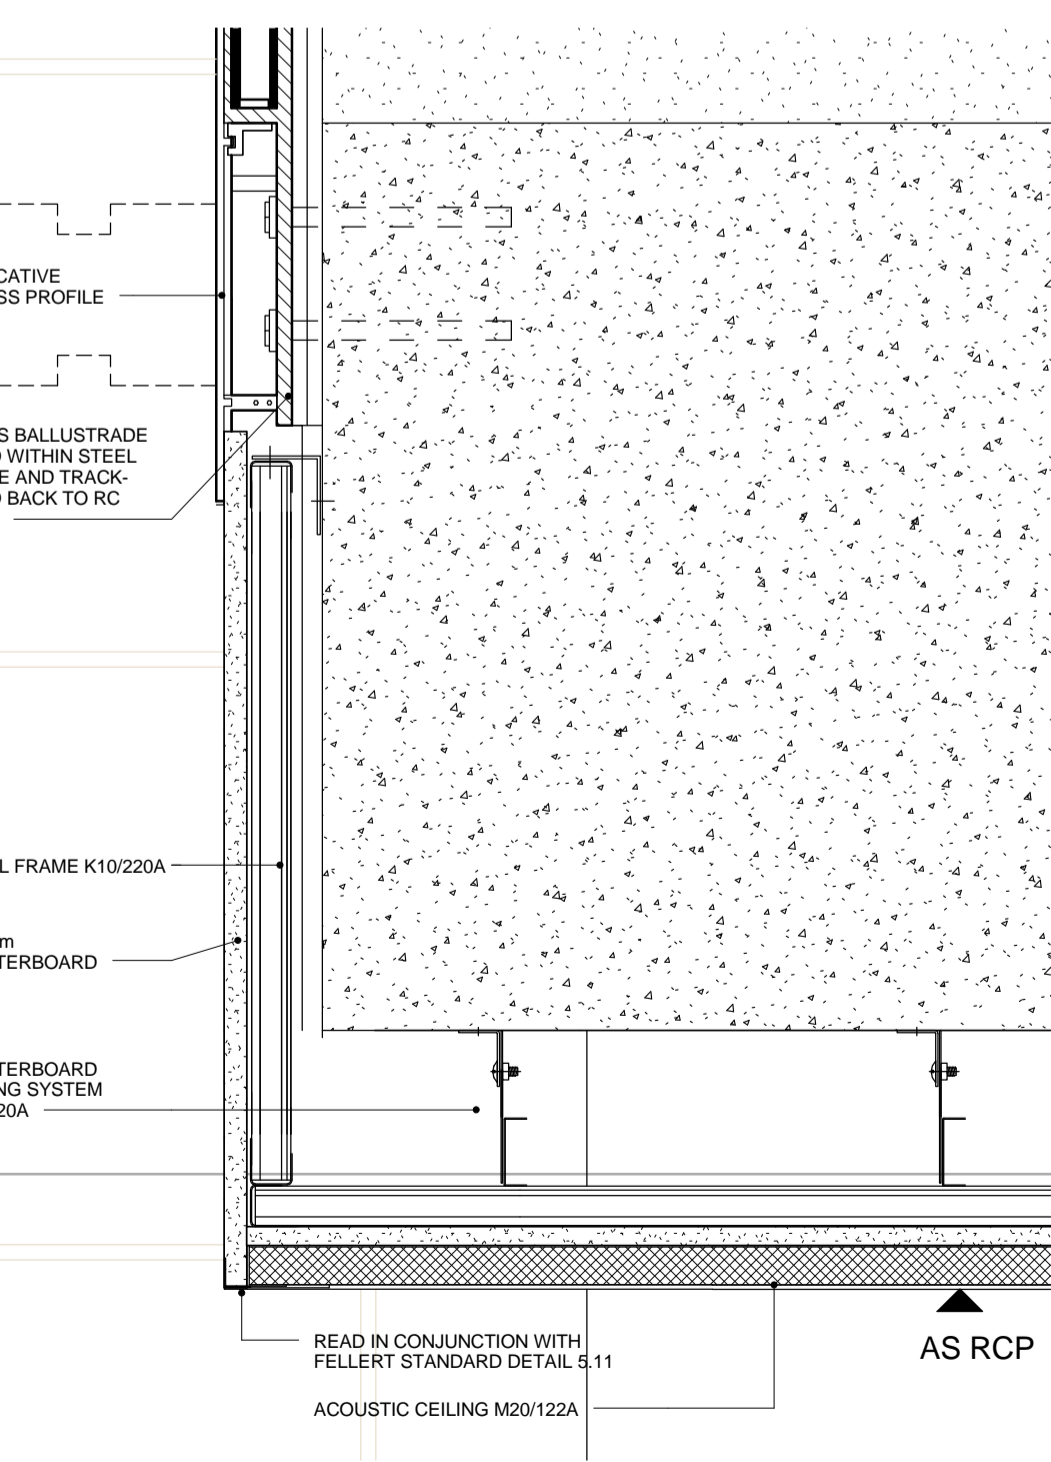 CATIVE
SS PROFILE
S BALLUSTRADE
D WITHIN STEEL
E AND TRACK-
D BACK TO RC
L FRAME K10/220A
m
TERBOARD
TERBOARD
NG SYSTEM
20A
READ IN CONJUNCTION WITH
FELLERT STANDARD DETAIL 5.11
AS RCP
ACOUSTIC CEILING M20/122A